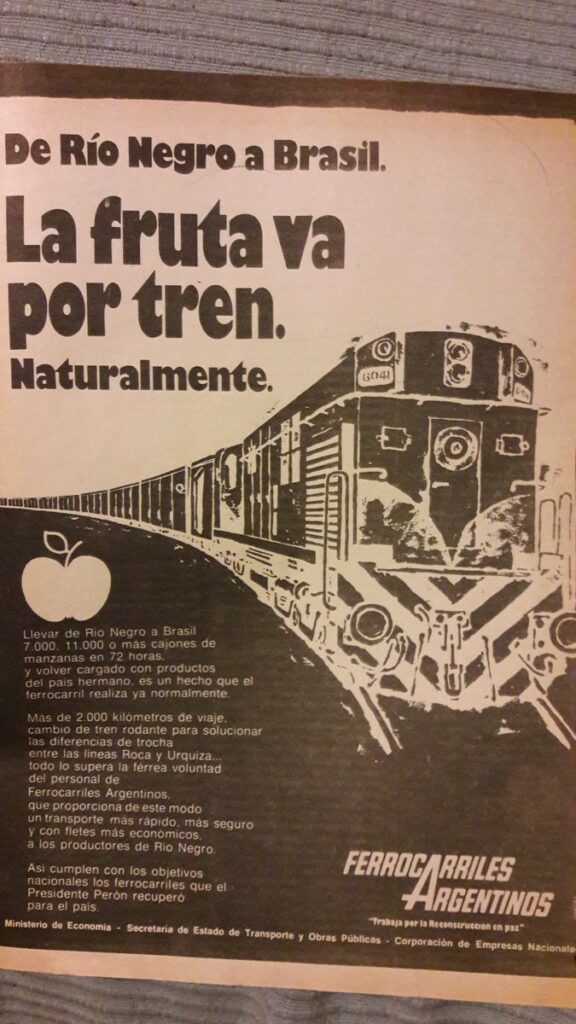 De Río Negro a Brasil.
La fruta va
por tren.
Naturalmente.
6041
Llevar de Río Negro a Brasil
7.000, 11.000 o más cajones de
manzanas en 72 horas,
y volver cargado con productos
del país hermano, es un hecho que el
ferrocarril realiza ya normalmente.
Más de 2.000 kilómetros de viaje,
cambio de tren rodante para solucionar
las diferencias de trocha
entre las líneas Roca y Urquiza...
todo lo supera la férrea voluntad
del personal de
Ferrocarriles Argentinos,
que proporciona de este modo
un transporte más rápido, más seguro
y con fletes más económicos,
a los productores de Río Negro.
Así cumplen con los objetivos
nacionales los ferrocarriles que el
Presidente Perón recuperó
para el país.
FERROCARRILES
ARGENTINOS
"Trabaja por la Reconstrucción en paz"
Ministerio de Economía - Secretaría de Estado de Transporte y Obras Públicas - Corporación de Empresas Nacionale